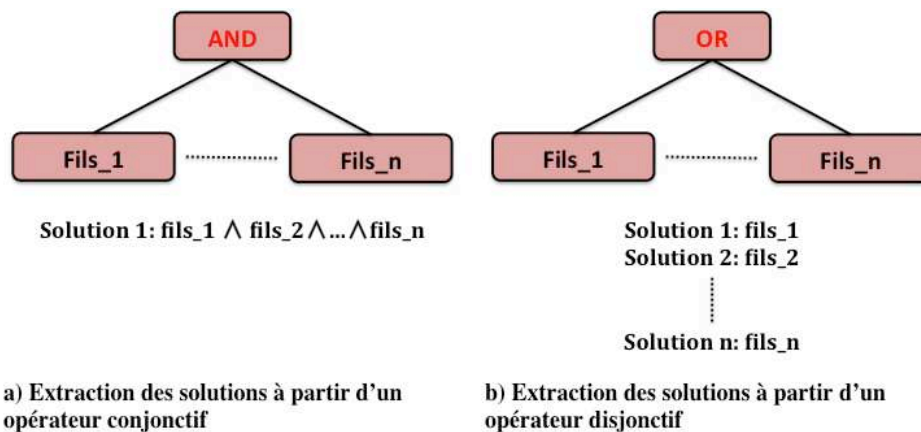 AND
Fils_1
Fils_n
Solution 1: fils_1 ∧ fils_2∧...∧fils_n
a) Extraction des solutions à partir d'un
opérateur conjonctif
OR
Fils_1
Fils_n
Solution 1: fils_1
Solution 2: fils_2
Solution n: fils_n
b) Extraction des solutions à partir d'un
opérateur disjonctif